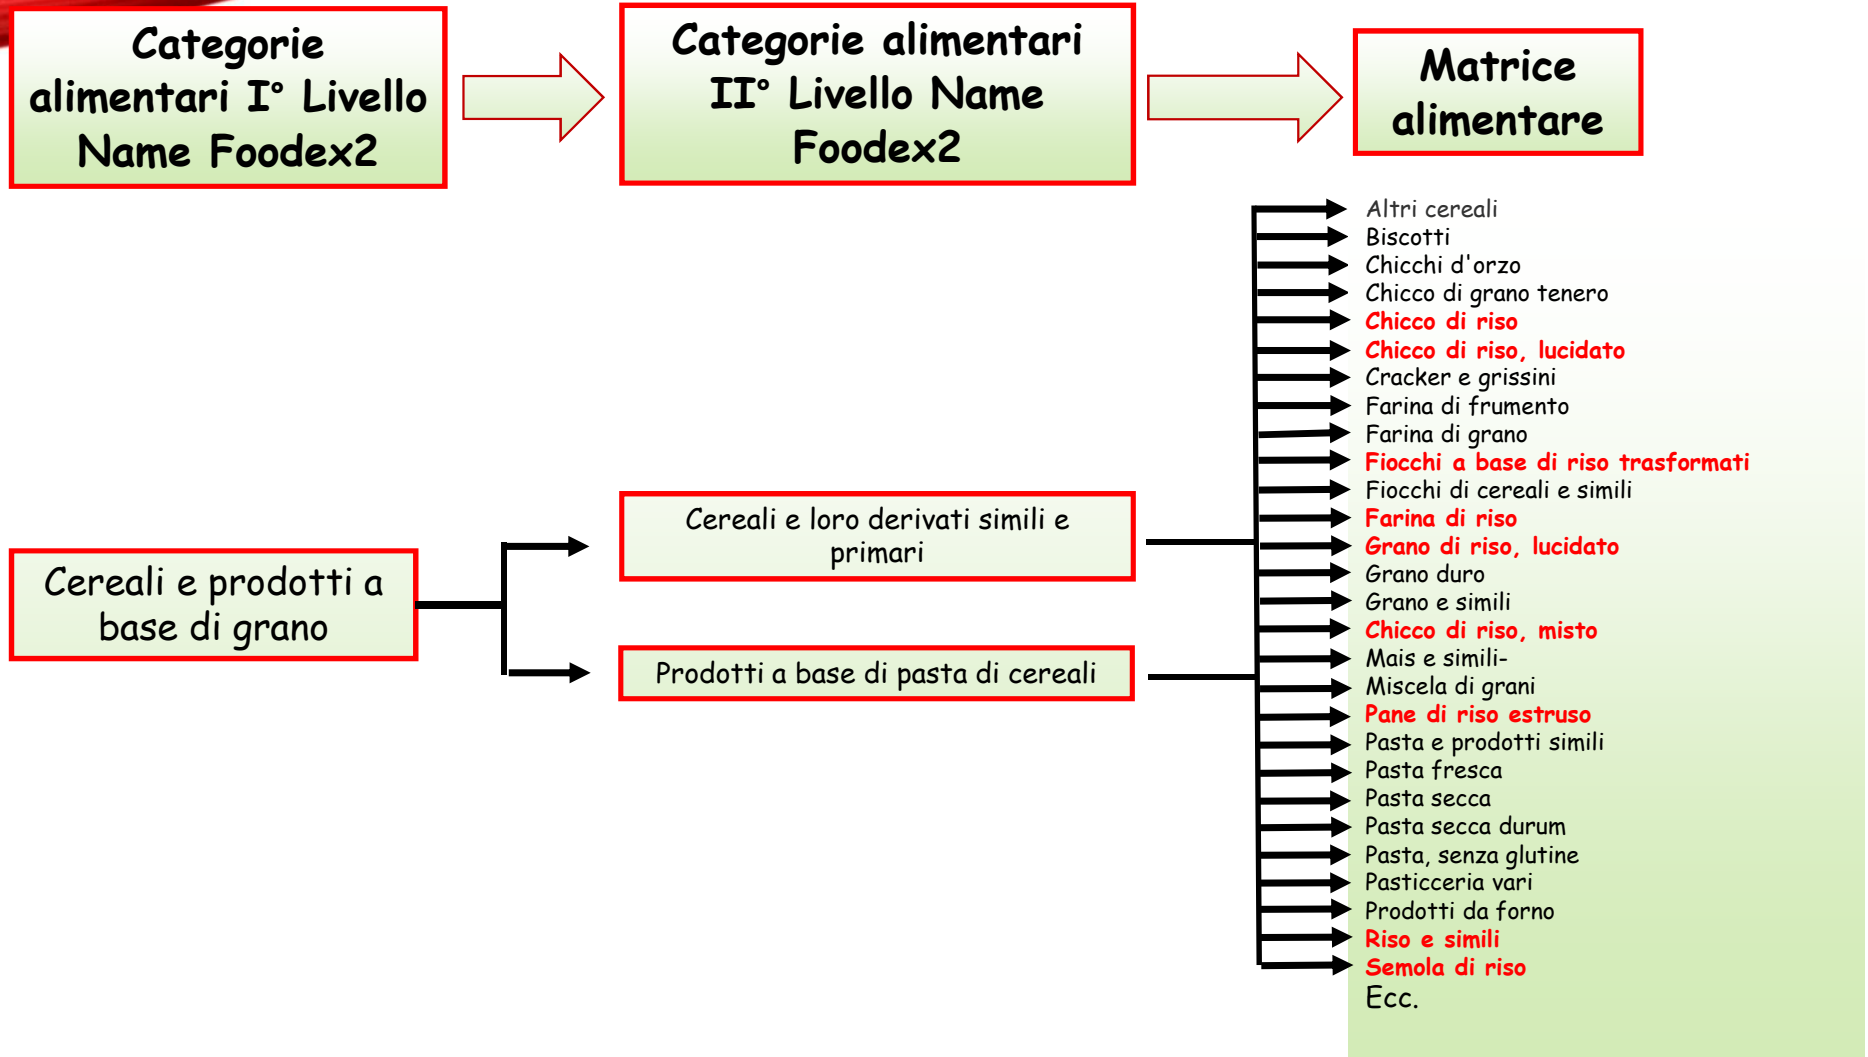 Categorie
alimentari I° Livello
Name Foodex2
Categorie alimentari
II° Livello Name
Foodex2
Matrice
alimentare
Cereali e prodotti a
base di grano
Cereali e loro derivati simili e
primari
Prodotti a base di pasta di cereali
Altri cereali
Biscotti
Chicchi d'orzo
Chicco di grano tenero
Chicco di riso
Chicco di riso, lucidato
Cracker e grissini
Farina di frumento
Farina di grano
Fiocchi a base di riso trasformati
Fiocchi di cereali e simili
Farina di riso
Grano di riso, lucidato
Grano duro
Grano e simili
Chicco di riso, misto
Mais e simili-
Miscela di grani
Pane di riso estruso
Pasta e prodotti simili
Pasta fresca
Pasta secca
Pasta secca durum
Pasta, senza glutine
Pasticceria vari
Prodotti da forno
Riso e simili
Semola di riso
Ecc.